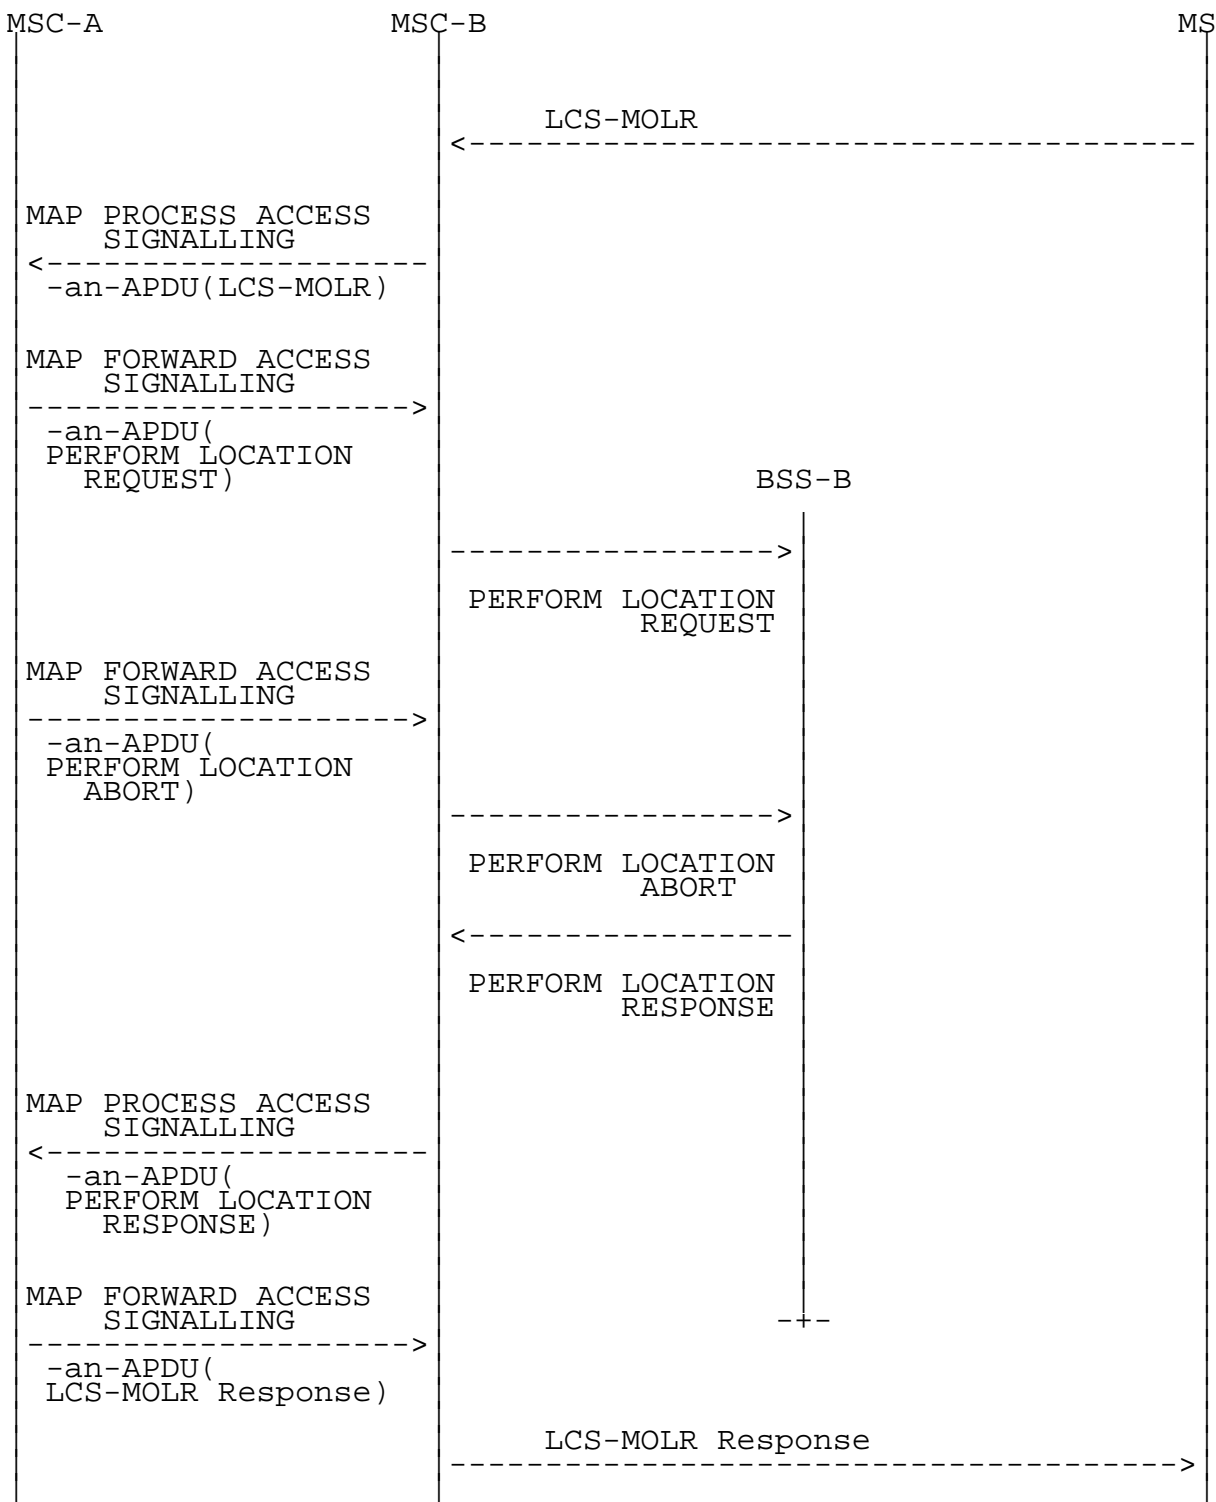 MSC-A MSC-B MS
LCS-MOLR
MAP PROCESS ACCESS
SIGNALLING
-an-APDU(LCS-MOLR)
MAP FORWARD ACCESS
SIGNALLING
-an-APDU(
PERFORM LOCATION
REQUEST)
BSS-B
PERFORM LOCATION
REQUEST
MAP FORWARD ACCESS
SIGNALLING
-an-APDU(
PERFORM LOCATION
ABORT)
PERFORM LOCATION
ABORT
PERFORM LOCATION
RESPONSE
MAP PROCESS ACCESS
SIGNALLING
-an-APDU(
PERFORM LOCATION
RESPONSE)
MAP FORWARD ACCESS
SIGNALLING
-an-APDU(
LCS-MOLR Response)
LCS-MOLR Response